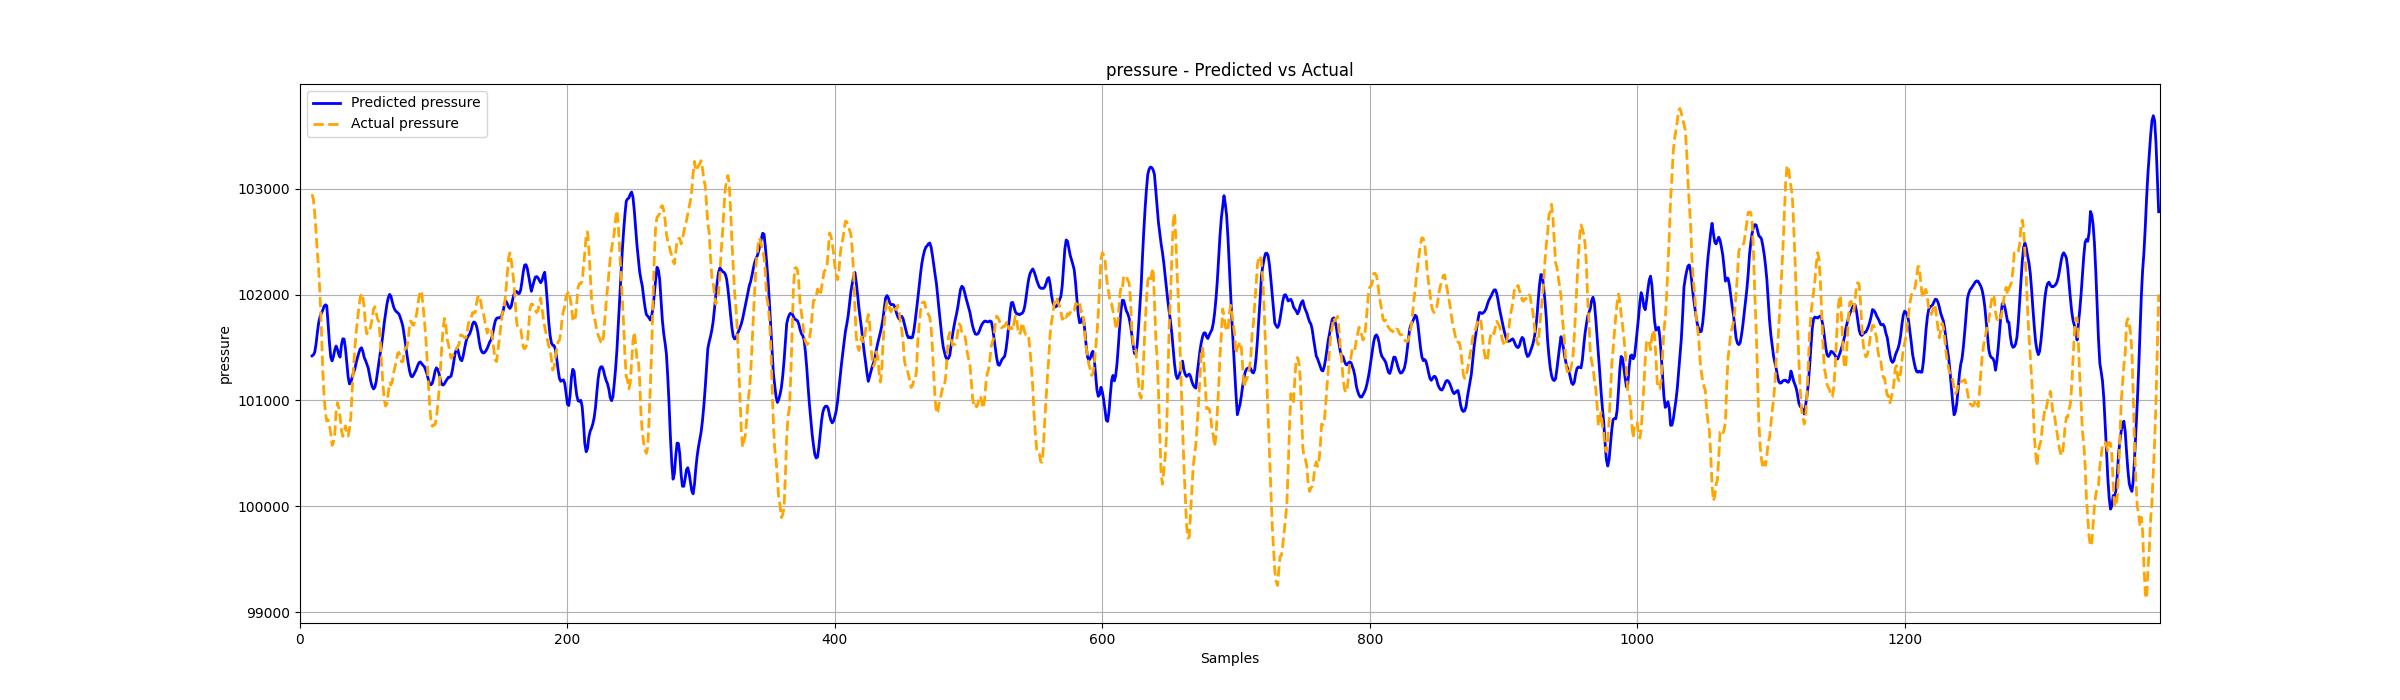 pressure - Predicted vs Actual
Predicted pressure
Actual pressure
103000
102000
101000
100000
99000
pressure
0 200 400 600 800 1000 1200
Samples